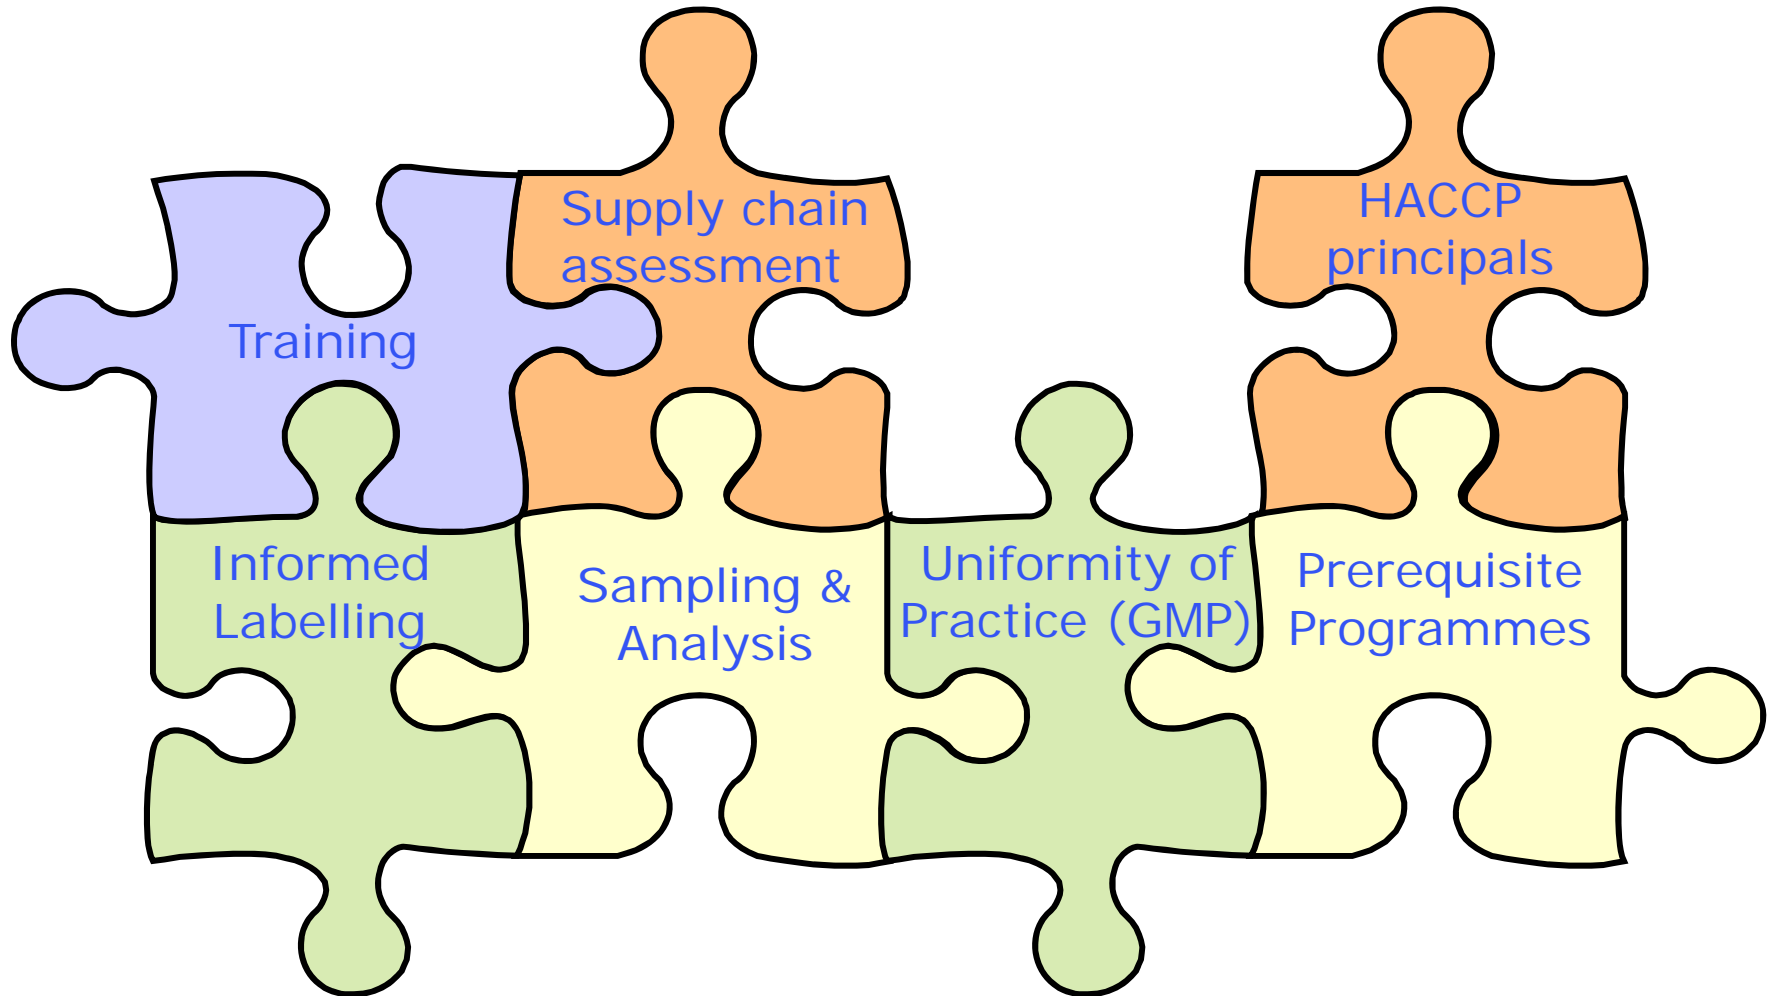 Supply chain
assessment
HACCP
principals
Training
Informed
Labelling
Sampling &
Analysis
Uniformity of
Practice (GMP)
Prerequisite
Programmes